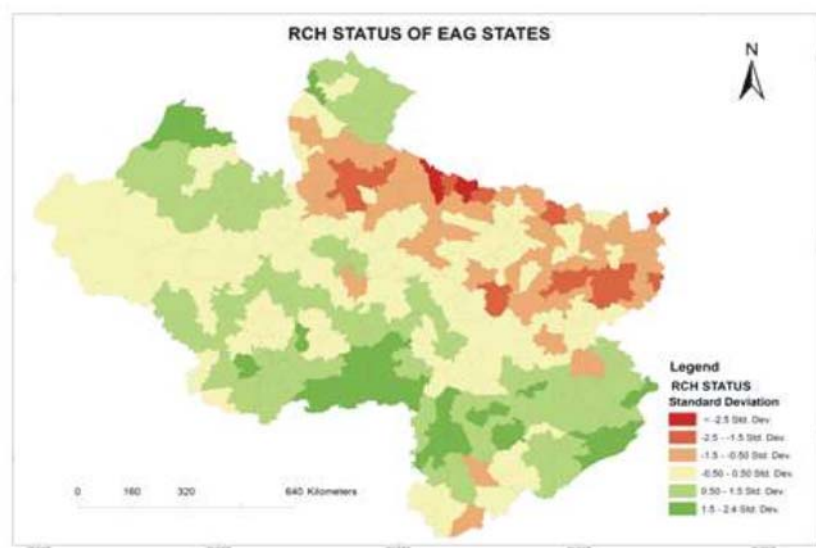 RCH STATUS OF EAG STATES
N
Legend
RCH STATUS
Standard Deviation
< -2.5 Std. Dev.
-2.5 - -1.5 Std. Dev.
-1.5 - -0.50 Std. Dev.
-0.50 - 0.50 Std. Dev.
0.50 - 1.5 Std. Dev.
1.5 - 2.4 Std. Dev.
0 160 320 640 Kilometers